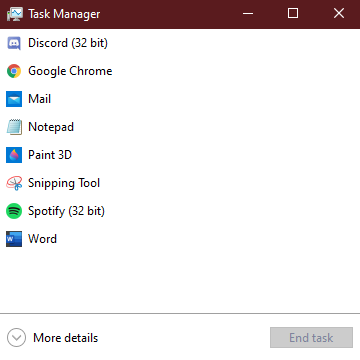 Task Manager
Discord (32 bit)
Google Chrome
Mail
Notepad
Paint 3D
Snipping Tool
Spotify (32 bit)
Word
More details
End task